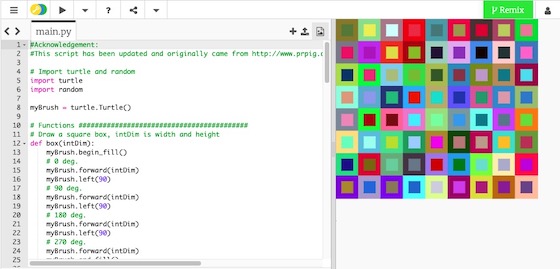 Remix
main.py
1 #Acknowledgement:
2 #This script has been updated and originally came from http://www.prpig.c
3
4 # Import turtle and random
5 import turtle
6 import random
7
8 myBrush = turtle.Turtle()
9
10 # Functions ##########################################
11 # Draw a square box, intDim is width and height
12 def box(intDim):
13 myBrush.begin_fill()
14 # 0 deg.
15 myBrush.forward(intDim)
16 myBrush.left(90)
17 # 90 deg.
18 myBrush.forward(intDim)
19 myBrush.left(90)
20 # 180 deg.
21 myBrush.forward(intDim)
22 myBrush.left(90)
23 # 270 deg.
24 myBrush.forward(intDim)
25 myBrush.end_fill()